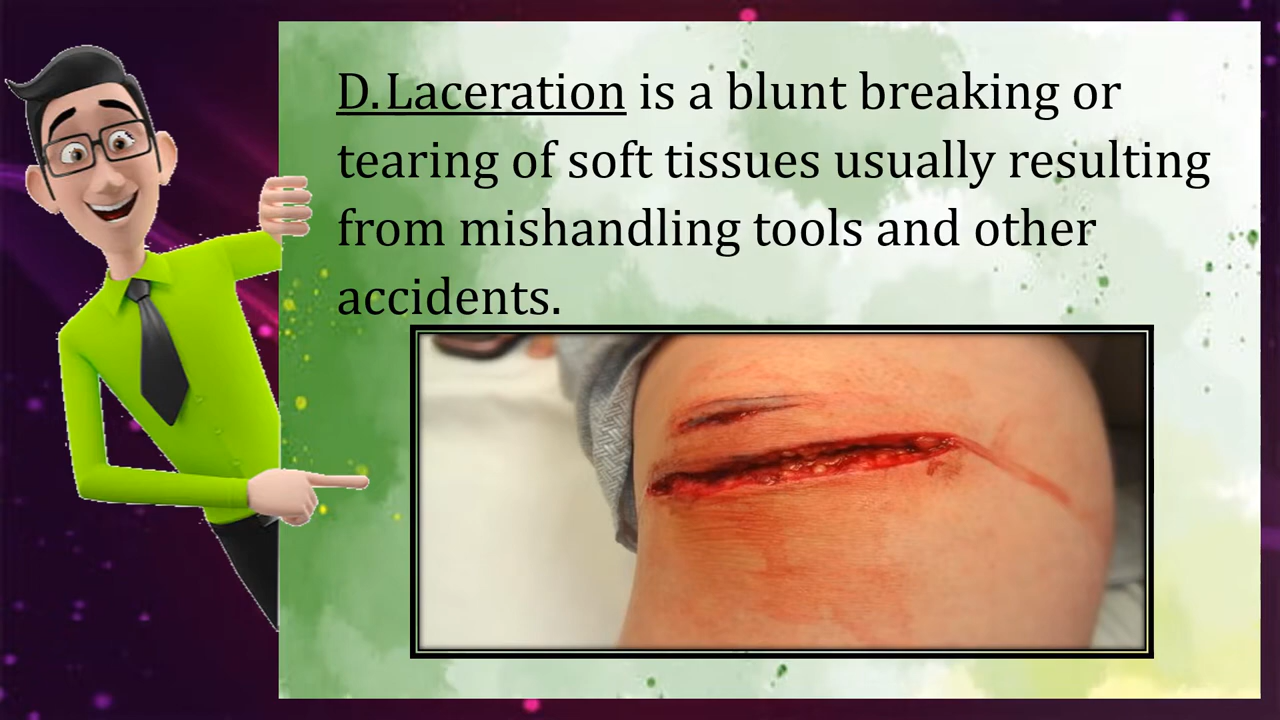 D. Laceration is a blunt breaking or
tearing of soft tissues usually resulting
from mishandling tools and other
accidents.